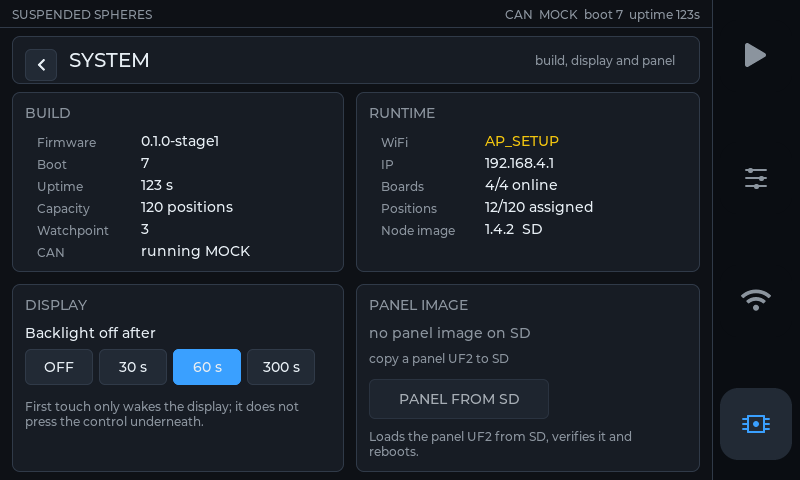 SUSPENDED SPHERES
CAN MOCK boot 7 uptime 123s
SYSTEM
build, display and panel
BUILD
Firmware 0.1.0-stage1
Boot 7
Uptime 123 s
Capacity 120 positions
Watchpoint 3
CAN running MOCK
RUNTIME
WiFi AP_SETUP
IP 192.168.4.1
Boards 4/4 online
Positions 12/120 assigned
Node image 1.4.2 SD
DISPLAY
Backlight off after
OFF 30 s 60 s 300 s
First touch only wakes the display; it does not
press the control underneath.
PANEL IMAGE
no panel image on SD
copy a panel UF2 to SD
PANEL FROM SD
Loads the panel UF2 from SD, verifies it and
reboots.